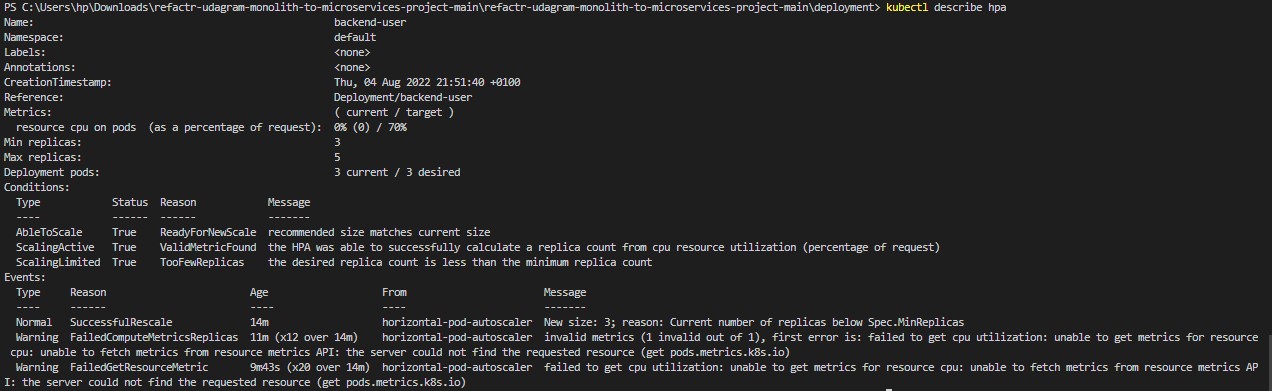 PS C:\Users\hp\Downloads\refactr-udagram-monolith-to-microservices-project-main\refactr-udagram-monolith-to-microservices-project-main\deployment> kubectl describe hpa
Name: backend-user
Namespace: default
Labels: <none>
Annotations: <none>
CreationTimestamp: Thu, 04 Aug 2022 21:51:40 +0100
Reference: Deployment/backend-user
Metrics: ( current / target )
resource cpu on pods (as a percentage of request): 0% (0) / 70%
Min replicas: 3
Max replicas: 5
Deployment pods: 3 current / 3 desired
Conditions:
Type Status Reason Message
---- ------ ------ -------
AbleToScale True ReadyForNewScale recommended size matches current size
ScalingActive True ValidMetricFound the HPA was able to successfully calculate a replica count from cpu resource utilization (percentage of request)
ScalingLimited True TooFewReplicas the desired replica count is less than the minimum replica count
Events:
Type Reason Age From Message
---- ------ ---- ---- -------
Normal SuccessfulRescale 14m horizontal-pod-autoscaler New size: 3; reason: Current number of replicas below Spec.MinReplicas
Warning FailedComputeMetricsReplicas 11m (x12 over 14m) horizontal-pod-autoscaler invalid metrics (1 invalid out of 1), first error is: failed to get cpu utilization: unable to get metrics for resource
cpu: unable to fetch metrics from resource metrics API: the server could not find the requested resource (get pods.metrics.k8s.io)
Warning FailedGetResourceMetric 9m43s (x20 over 14m) horizontal-pod-autoscaler failed to get cpu utilization: unable to get metrics for resource cpu: unable to fetch metrics from resource metrics AP
I: the server could not find the requested resource (get pods.metrics.k8s.io)